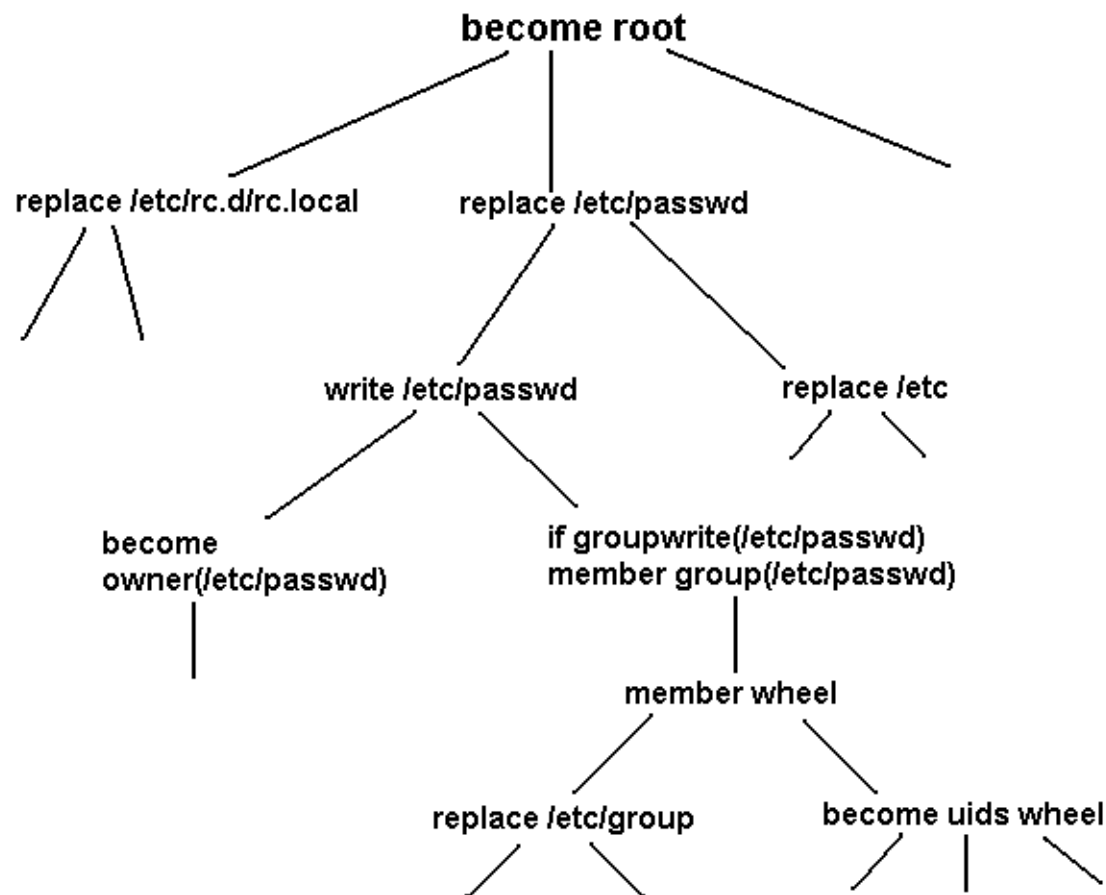 become root
replace /etc/rc.d/rc.local
replace /etc/passwd
write /etc/passwd
replace /etc
become
owner(/etc/passwd)
if groupwrite(/etc/passwd)
member group(/etc/passwd)
member wheel
replace /etc/group
become uids wheel